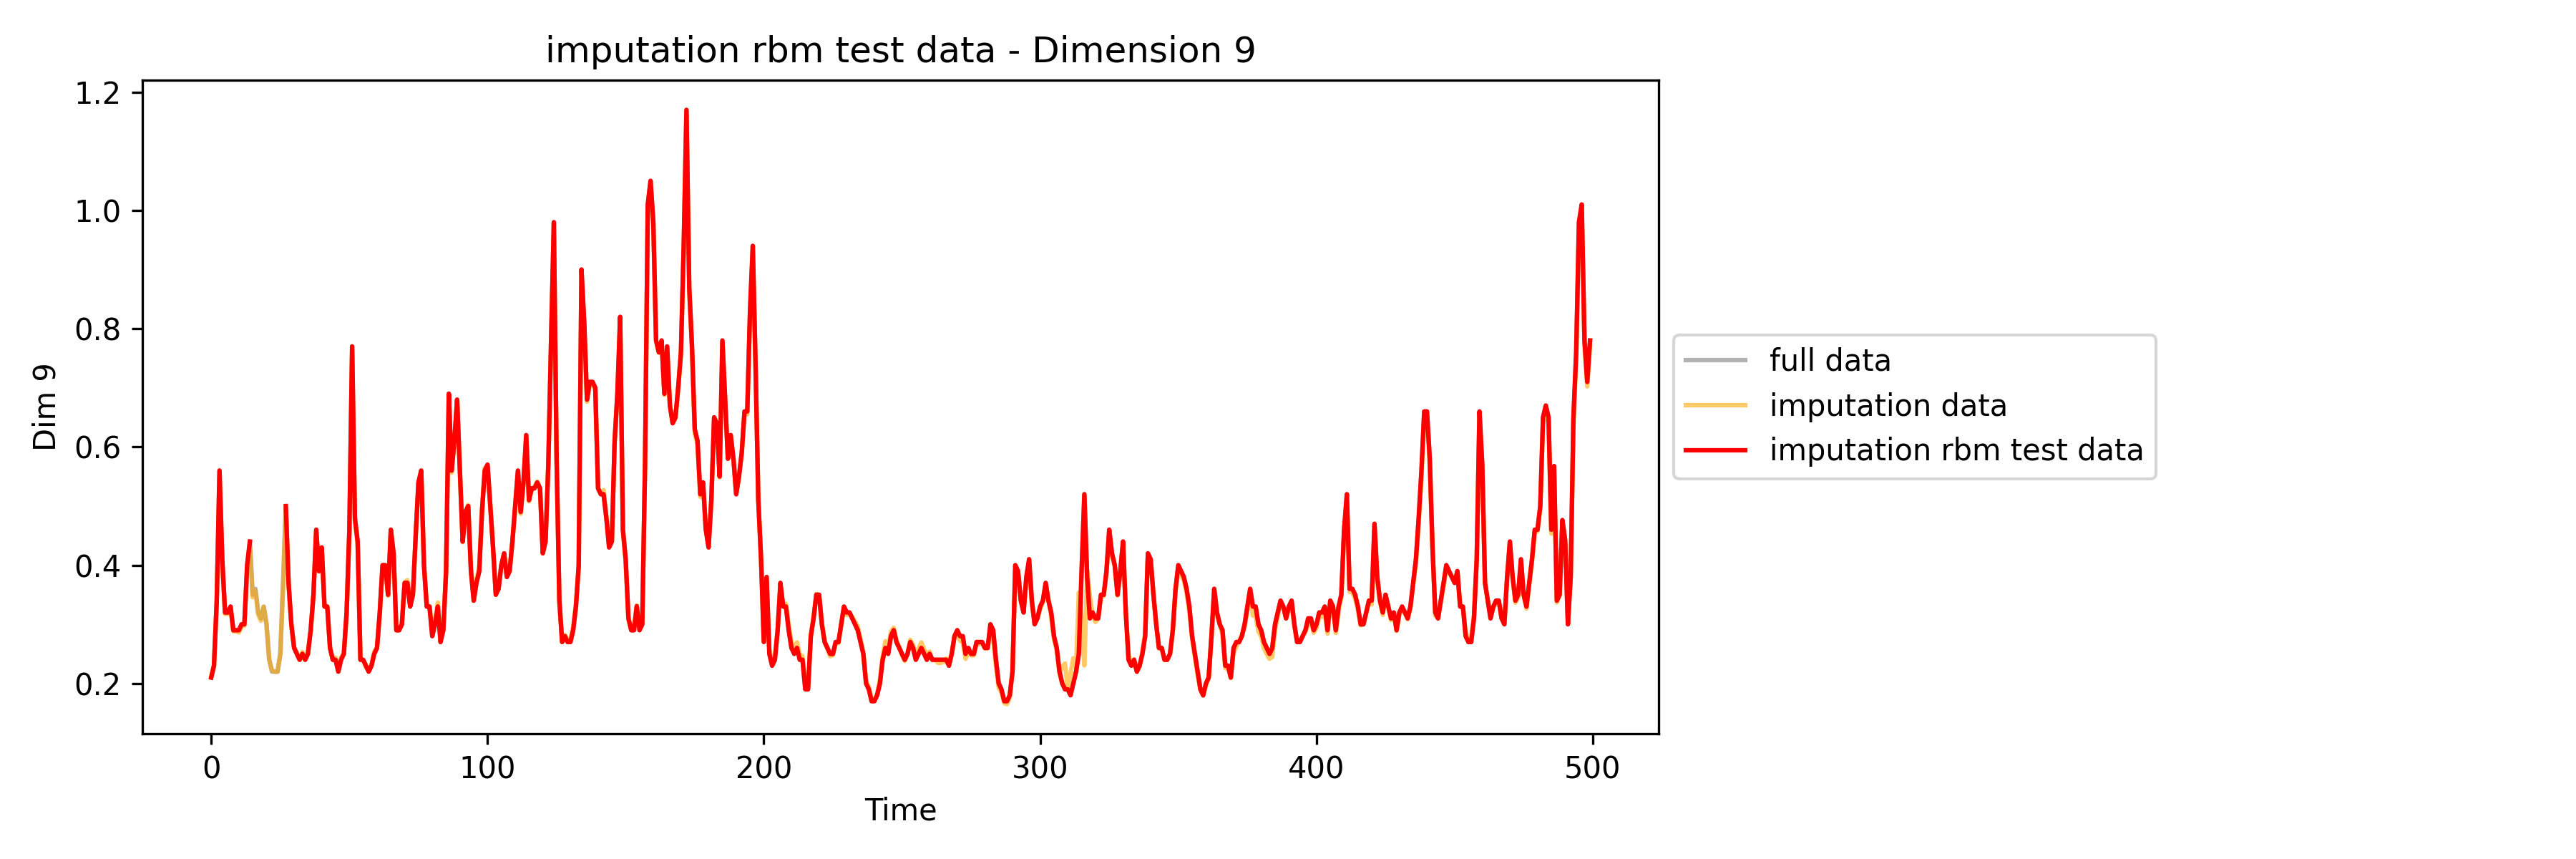 imputation rbm test data - Dimension 9
1.2
1.0
0.8
0.6
0.4
0.2
Dim 9
0 100 200 300 400 500
Time
full data
imputation data
imputation rbm test data